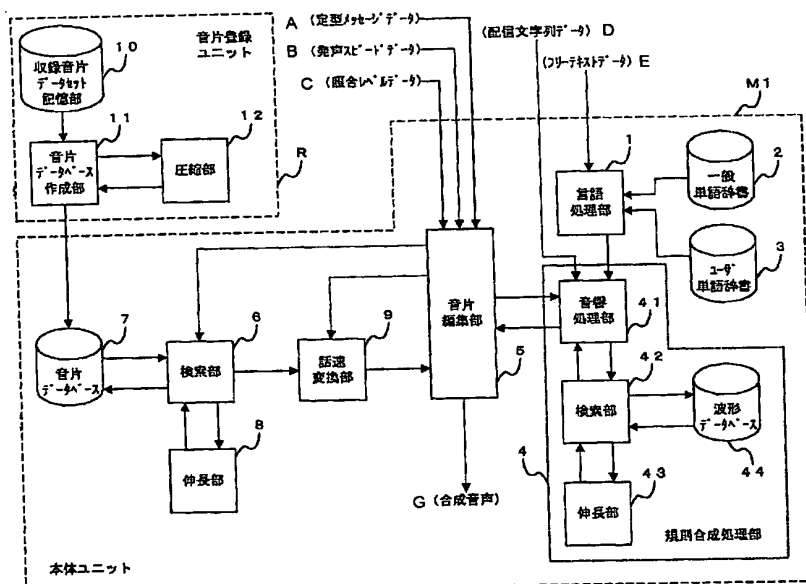 10
収録音片
データセット
記憶部
音片登録
ユニット
11
12
音片
データベース
作成部
圧縮部
R
A (定型メッセージデータ)
B (発声スピードデータ)
C (照合レベルデータ)
(配信文字列データ) D
(フリーテキストデータ) E
M1
1
言語
処理部
2
一般
単語辞書
3
ユーザ
単語辞書
7
音片
データベース
6
検索部
9
話速
変換部
音片
編集部
5
音響
処理部
41
42
検索部
波形
データベース
44
8
伸長部
4
43
伸長部
G (合成音声)
規則合成処理部
本体ユニット